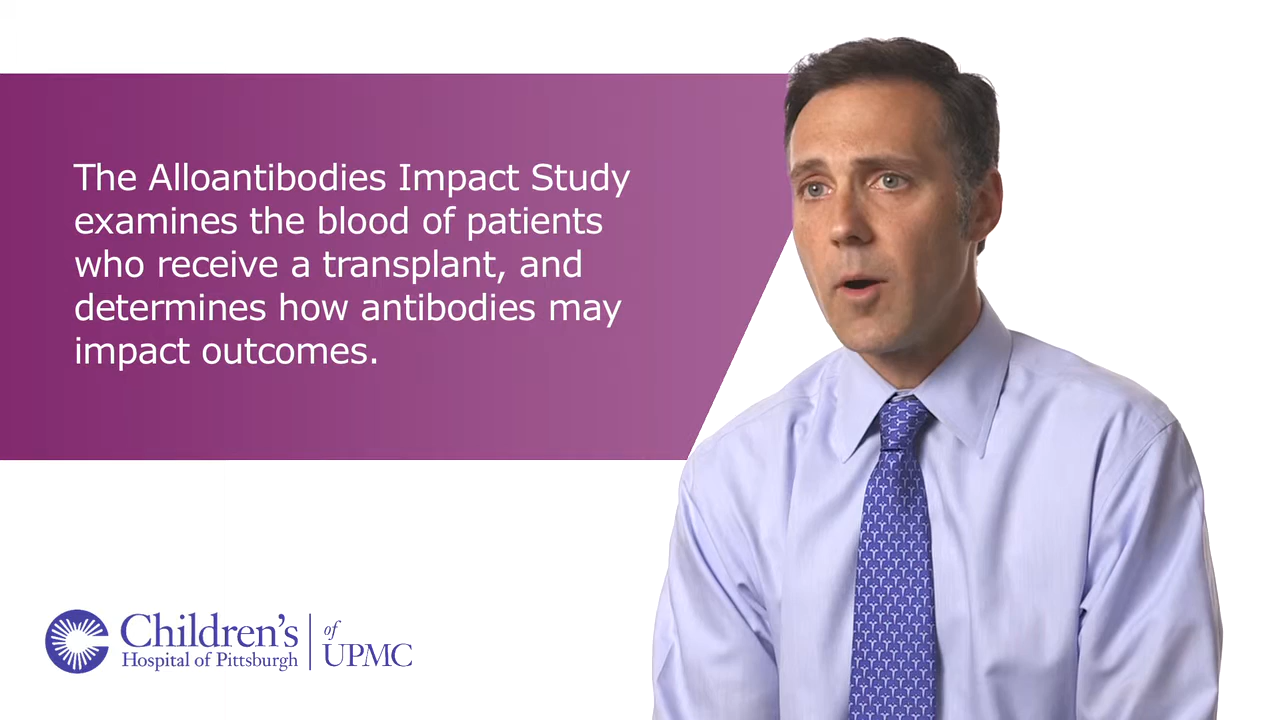 The Alloantibodies Impact Study
examines the blood of patients
who receive a transplant, and
determines how antibodies may
impact outcomes.
Children's
Hospital of Pittsburgh
of
UPMC